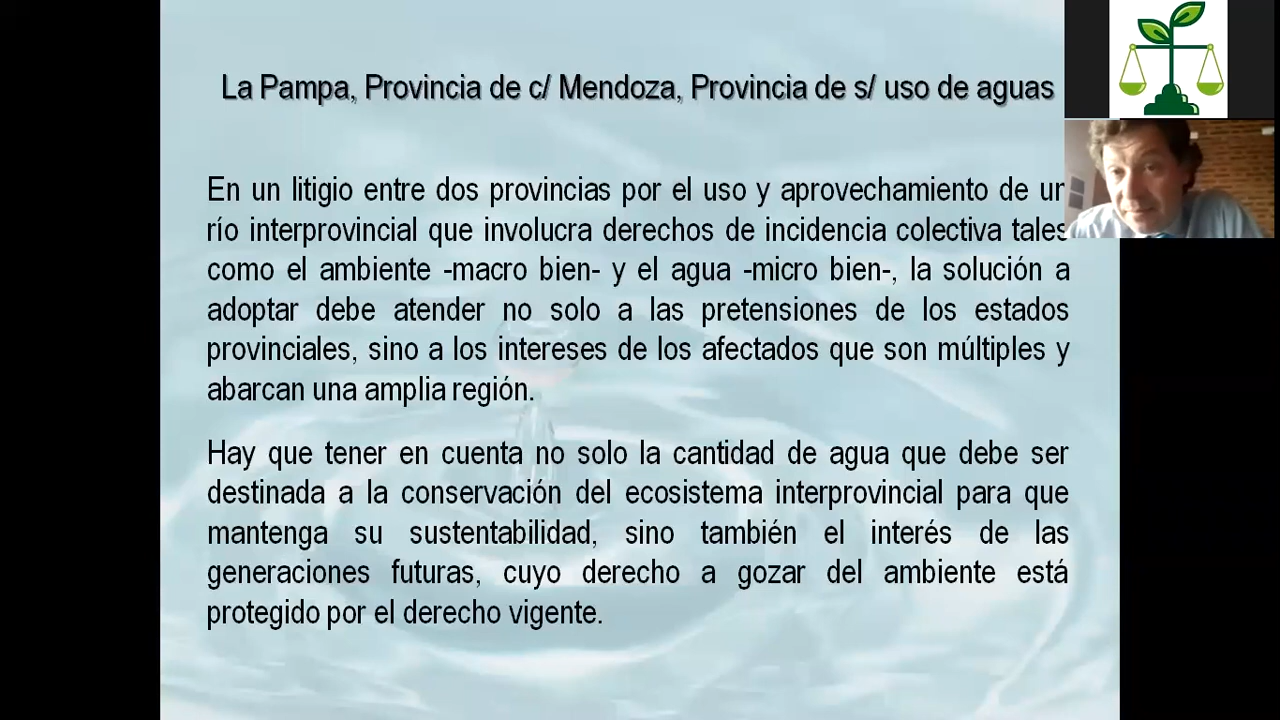 La Pampa, Provincia de c/ Mendoza, Provincia de s/ uso de aguas
En un litigio entre dos provincias por el uso y aprovechamiento de un
río interprovincial que involucra derechos de incidencia colectiva tales
como el ambiente -macro bien- y el agua -micro bien-, la solución a
adoptar debe atender no solo a las pretensiones de los estados
provinciales, sino a los intereses de los afectados que son múltiples y
abarcan una amplia región.
Hay que tener en cuenta no solo la cantidad de agua que debe ser
destinada a la conservación del ecosistema interprovincial para que
mantenga su sustentabilidad, sino también el interés de las
generaciones futuras, cuyo derecho a gozar del ambiente está
protegido por el derecho vigente.